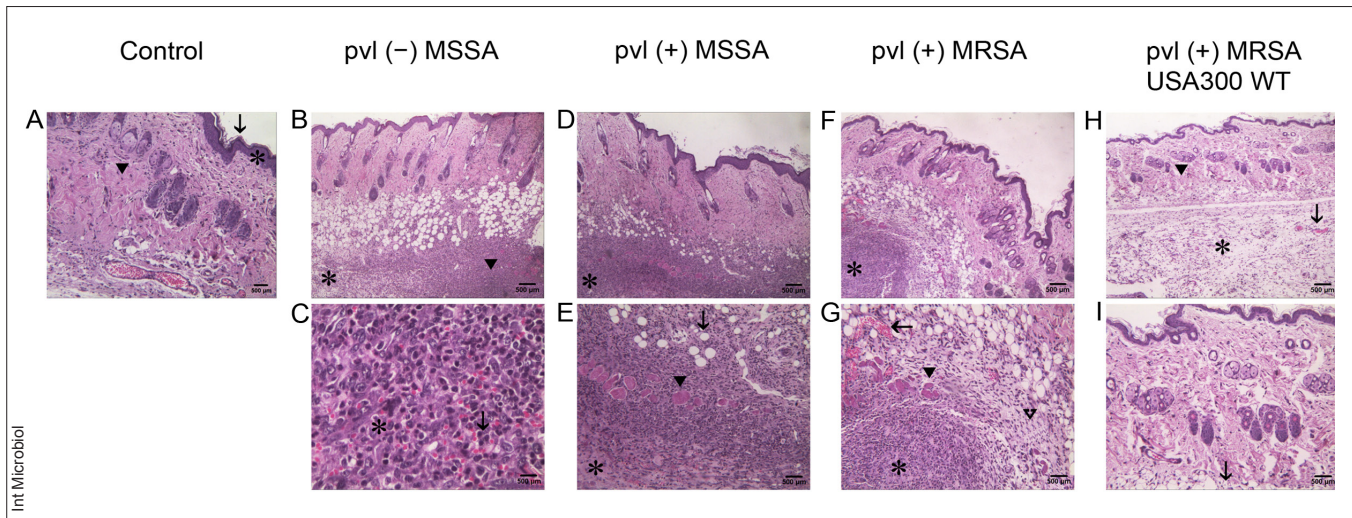 Control
pvl (−) MSSA
pvl (+) MSSA
pvl (+) MRSA
pvl (+) MRSA
USA300 WT
A
B
D
F
H
500 µm
500 µm
500 µm
500 µm
500 µm
C
E
G
I
500 µm
500 µm
500 µm
500 µm
Int Microbiol